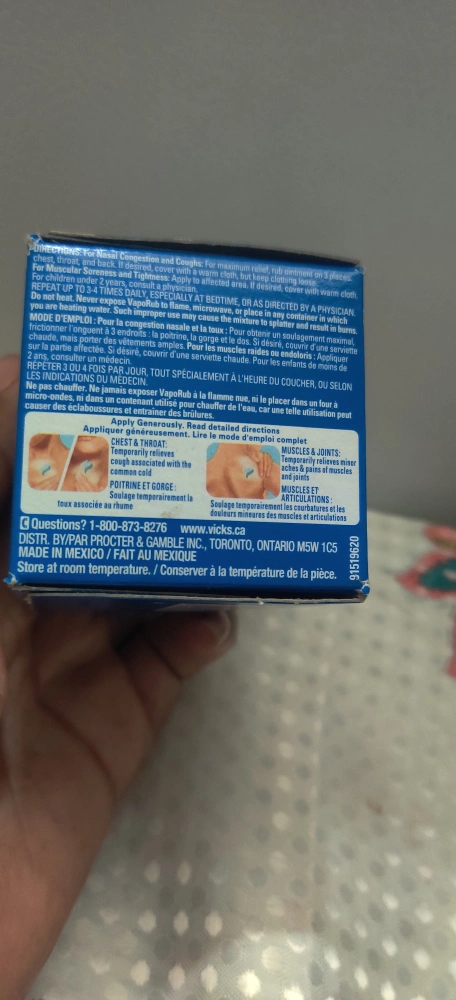 DIRECTIONS: For Nasal Congestion and Coughs: For maximum relief, rub ointment on 3 places:
chest, throat, and back. If desired, cover with a warm cloth, but keep clothing loose.
For Muscular Soreness and Tightness: Apply to affected area. If desired, cover with warm cloth.
For children under 2 years, consult a physician.
REPEAT UP TO 3-4 TIMES DAILY, ESPECIALLY AT BEDTIME, OR AS DIRECTED BY A PHYSICIAN.
Do not heat. Never expose VapoRub to flame, microwave, or place in any container in which
you are heating water. Such improper use may cause the mixture to splatter and result in burns.
MODE D'EMPLOI : Pour la congestion nasale et la toux : Pour obtenir un soulagement maximal,
frictionner l'onguent à 3 endroits : la poitrine, la gorge et le dos. Si désiré, couvrir d'une serviette
chaude, mais porter des vêtements amples. Pour les muscles raides ou endoloris : Appliquer
sur la partie affectée. Si désiré, couvrir d'une serviette chaude. Pour les enfants de moins de
2 ans, consulter un médecin.
RÉPÉTER 3 OU 4 FOIS PAR JOUR, TOUT SPÉCIALEMENT À L'HEURE DU COUCHER, OU SELON
LES INDICATIONS DU MÉDECIN.
Ne pas chauffer. Ne jamais exposer VapoRub à la flamme nue, ni le placer dans un four à
micro-ondes, ni dans un contenant utilisé pour chauffer de l'eau, car une telle utilisation peut
causer des éclaboussures et entraîner des brûlures.
Apply Generously. Read detailed directions
Appliquer généreusement. Lire le mode d'emploi complet
CHEST & THROAT:
Temporarily relieves
cough associated with the
common cold
POITRINE ET GORGE :
Soulage temporairement la
toux associée au rhume
MUSCLES & JOINTS:
Temporarily relieves minor
aches & pains of muscles
and joints
MUSCLES ET
ARTICULATIONS :
Soulage temporairement les courbatures et les
douleurs mineures des muscles et articulations
Questions? 1-800-873-8276 www.vicks.ca
DISTR. BY/PAR PROCTER & GAMBLE INC., TORONTO, ONTARIO M5W 1C5
MADE IN MEXICO / FAIT AU MEXIQUE
Store at room temperature. / Conserver à la température de la pièce.
91519620